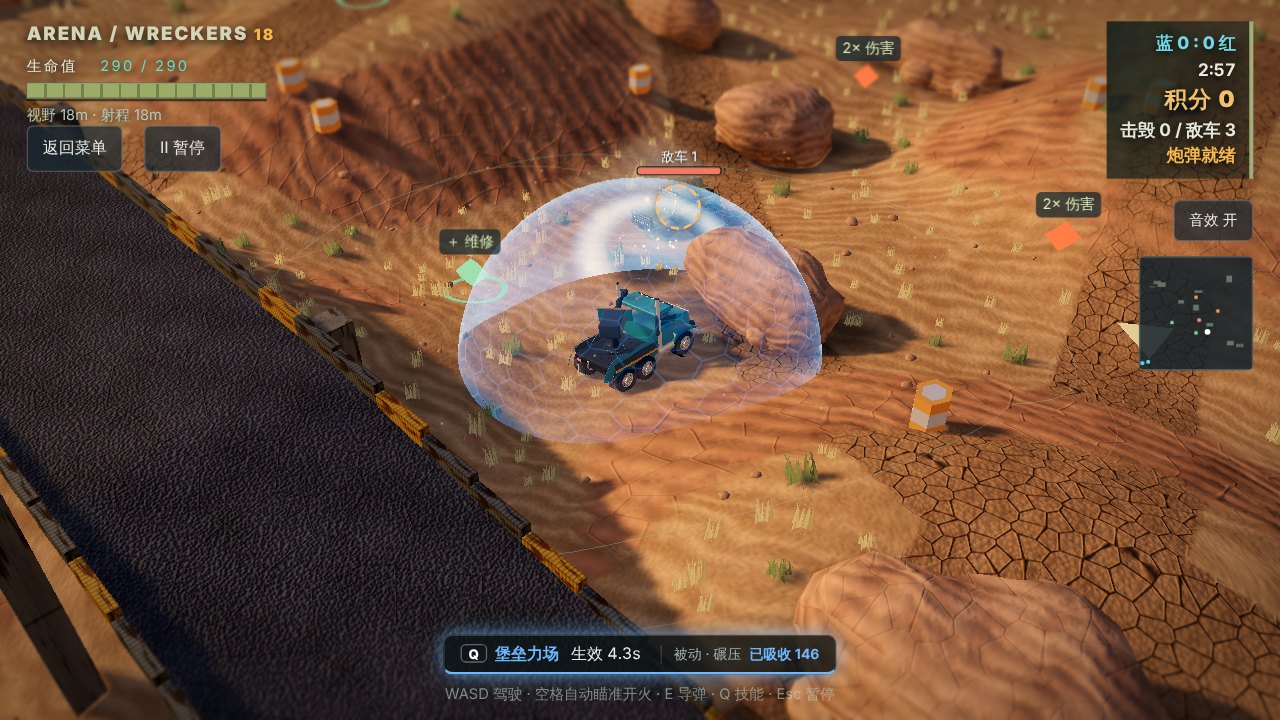 ARENA / WRECKERS 18
生命值 290 / 290
视野 18m · 射程 18m
返回菜单
II 暂停
2× 伤害
蓝 0 : 0 红
2:57
积分 0
击毁 0 / 敌车 3
炮弹就绪
敌车 1
2× 伤害
音效 开
+ 维修
Q 堡垒力场 生效 4.3s 被动 · 碾压 已吸收 146
WASD 驾驶 · 空格自动瞄准开火 · E 导弹 · Q 技能 · Esc 暂停